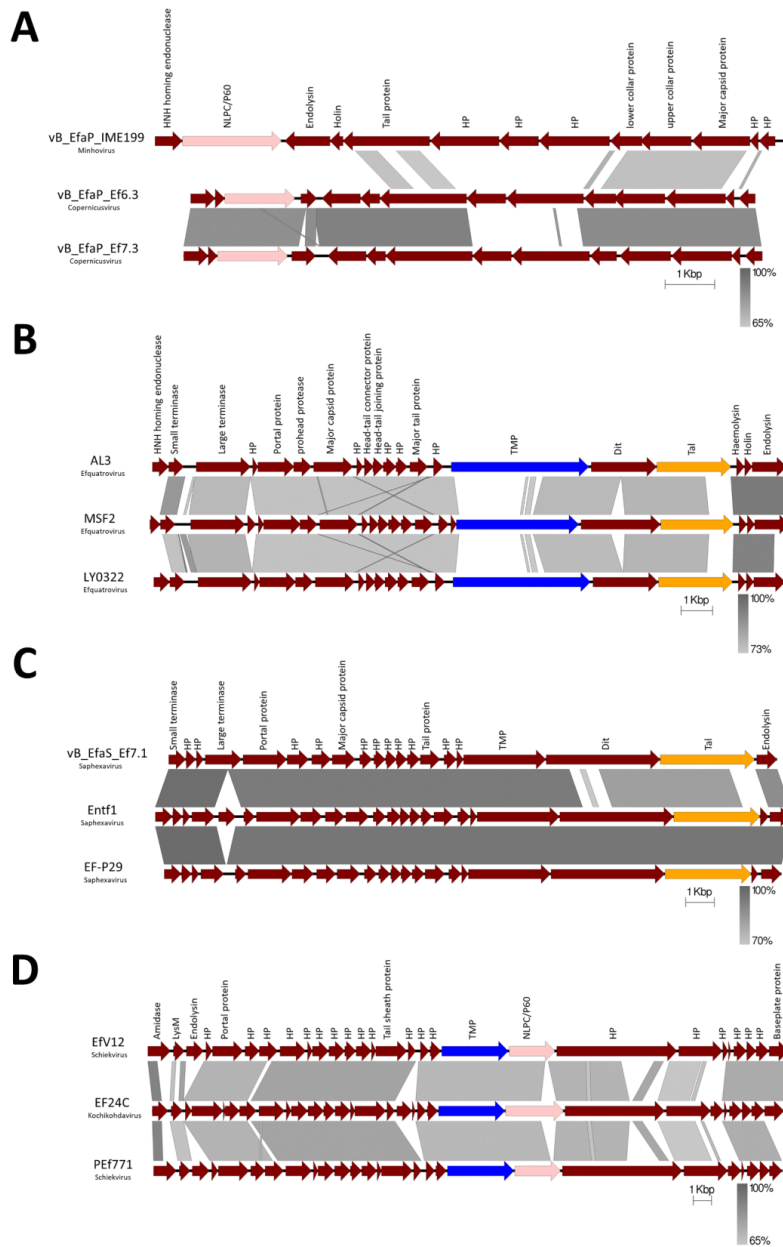 A
HNH homing endonuclease
NLPC/P60
Endolysin
Holin
Tail protein
HP
HP
HP
lower collar protein
upper collar protein
Major capsid protein
HP
HP
vB_EfaP_IME199
Minhovirus
vB_EfaP_Ef6.3
Copernicusvirus
vB_EfaP_Ef7.3
Copernicusvirus
1 Kbp
100%
65%
B
HNH homing endonuclease
Small terminase
Large terminase
HP
Portal protein
prohead protease
Major capsid protein
HP
Head-tail connector protein
Head-tail joining protein
HP
HP
Major tail protein
HP
TMP
Dit
Tal
Haemolysin
Holin
Endolysin
AL3
Efquatrovirus
MSF2
Efquatrovirus
LY0322
Efquatrovirus
1 Kbp
100%
73%
C
Small terminase
HP
HP
Large terminase
Portal protein
HP
HP
Major capsid protein
HP
HP
HP
HP
HP
Tail protein
HP
HP
TMP
Dit
Tal
Endolysin
vB_EfaS_Ef7.1
Saphexavirus
Entf1
Saphexavirus
EF-P29
Saphexavirus
1 Kbp
100%
70%
D
Amidase
LysM
Endolysin
HP
Portal protein
HP
HP
HP
HP
HP
HP
HP
HP
HP
Tail sheath protein
HP
HP
HP
TMP
NLPC/P60
HP
HP
HP
HP
HP
HP
Baseplate protein
EfV12
Schiekvirus
EF24C
Kochikohdavirus
PEf771
Schiekvirus
1 Kbp
100%
65%